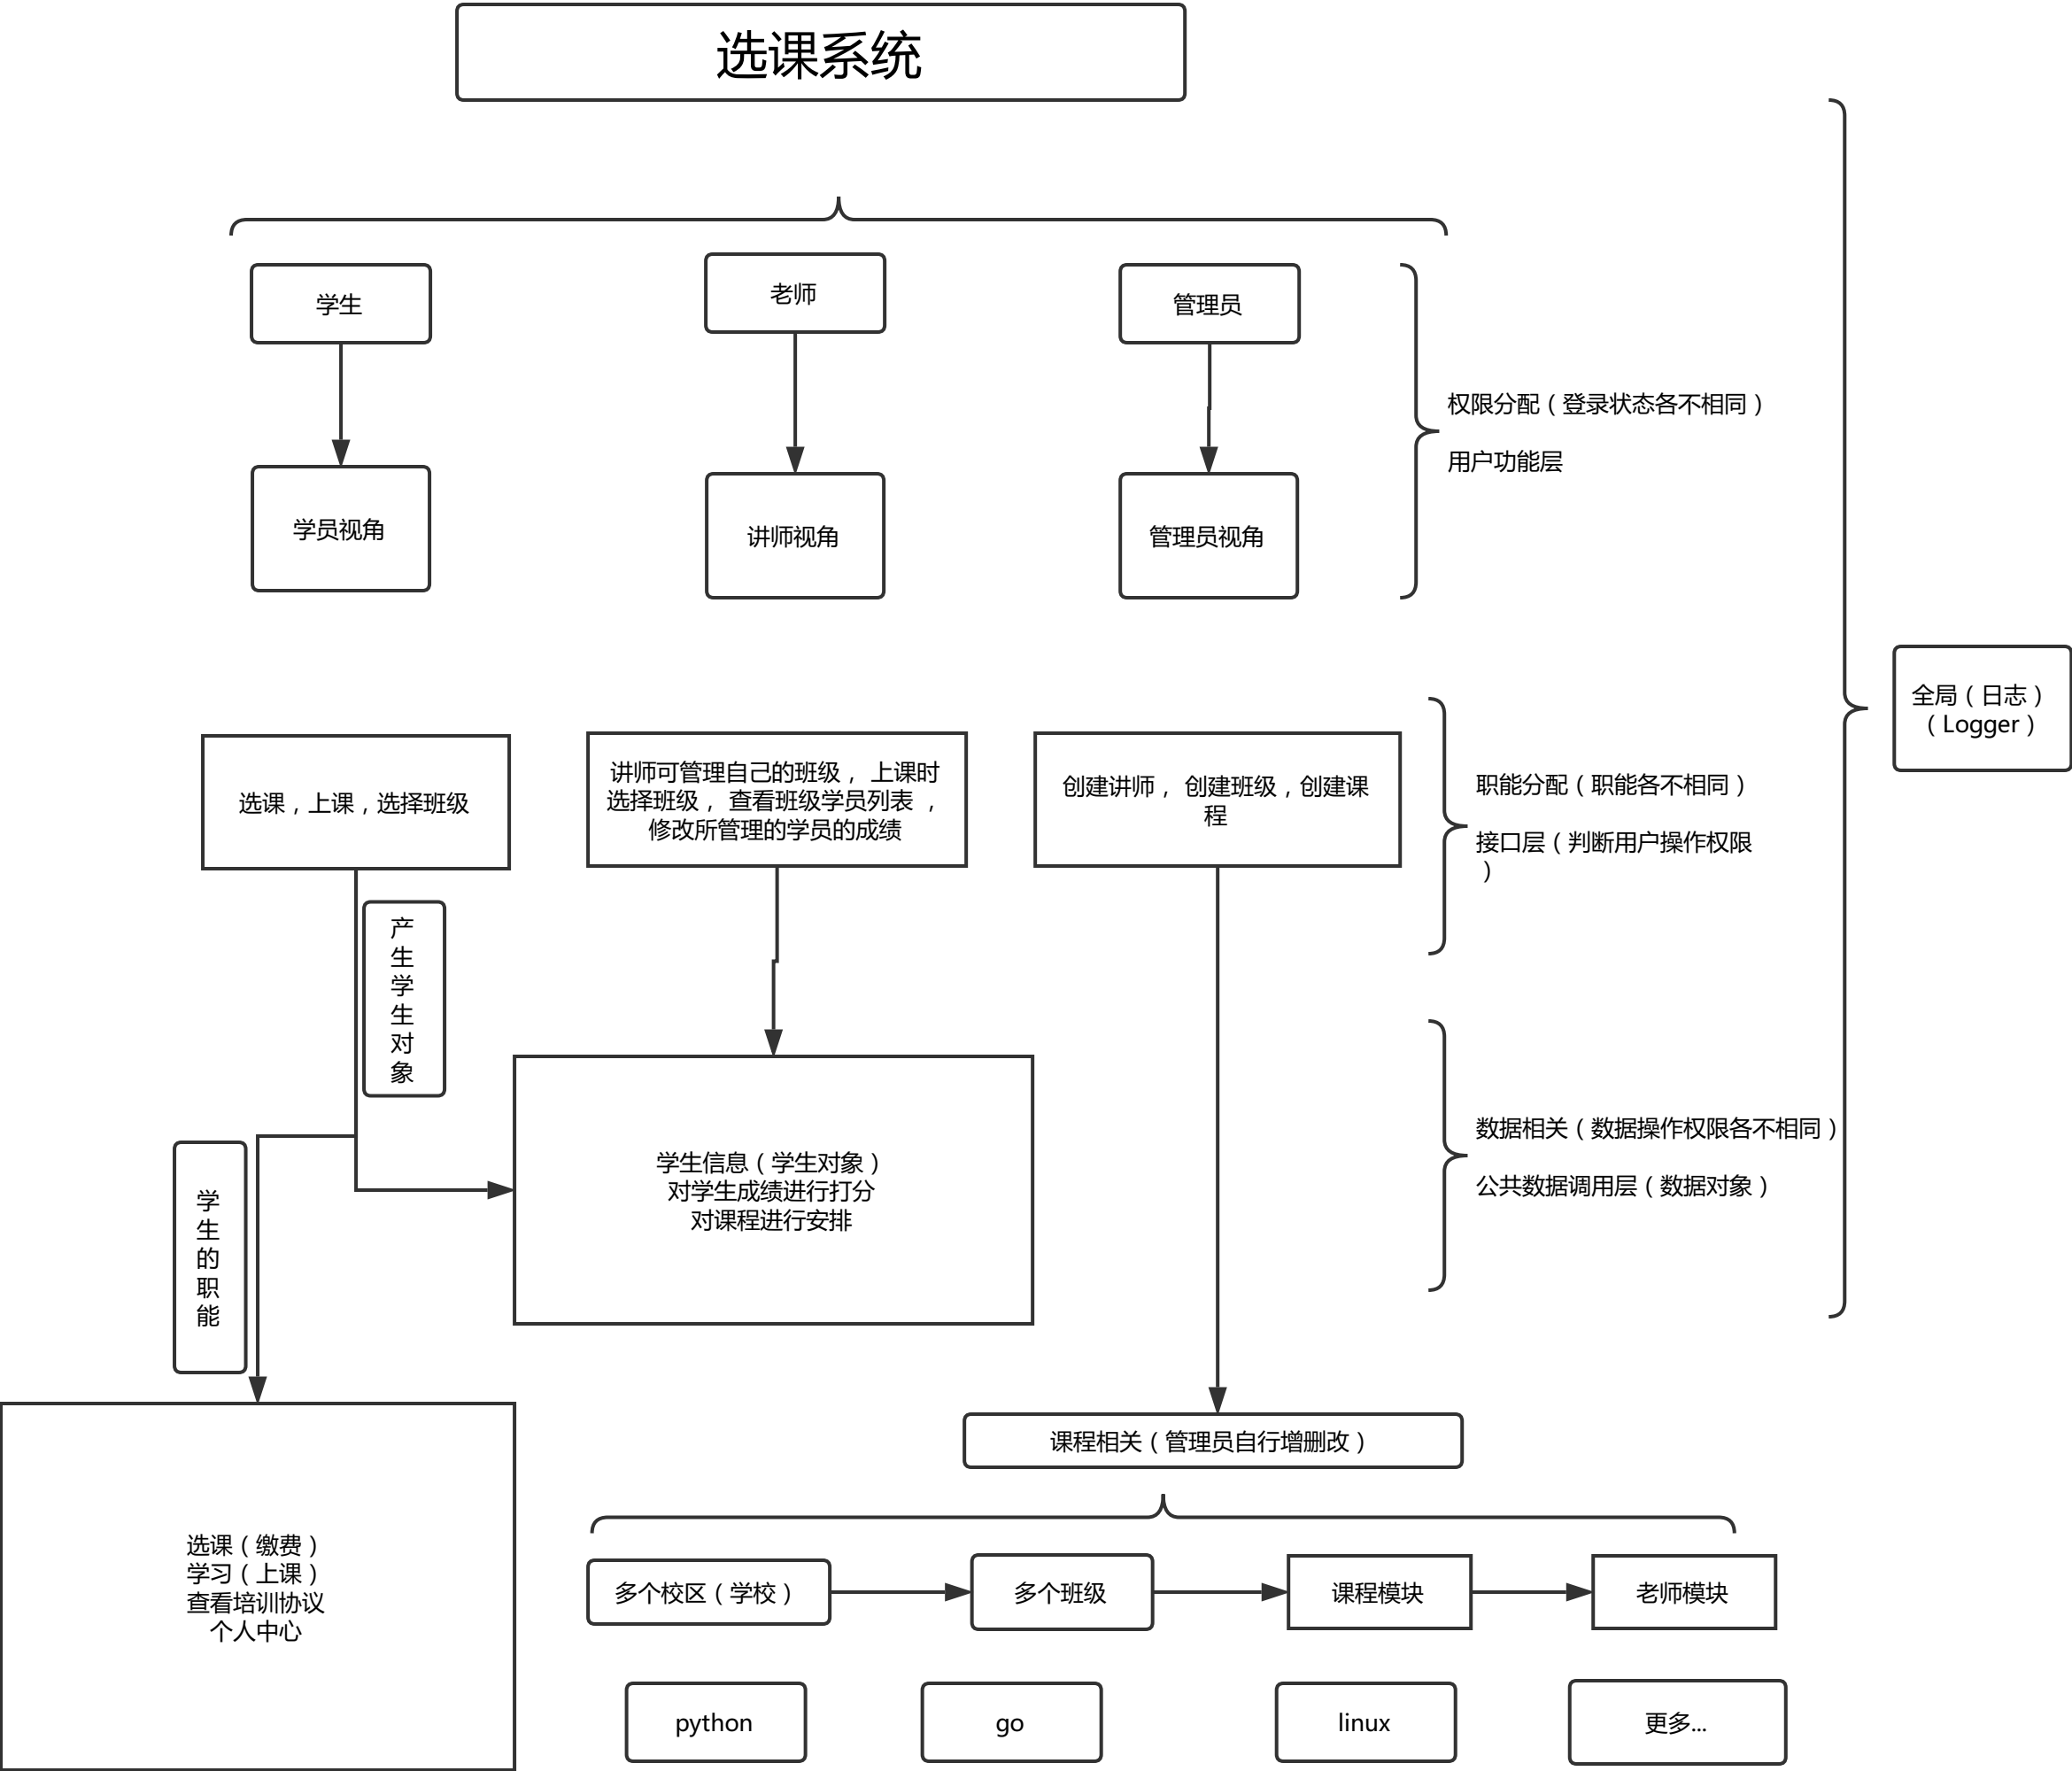 选课系统
学生
老师
管理员
权限分配（登录状态各不相同）
用户功能层
学员视角
讲师视角
管理员视角
全局（日志）
（Logger）
选课，上课，选择班级
讲师可管理自己的班级， 上课时
选择班级， 查看班级学员列表 ，
修改所管理的学员的成绩
创建讲师， 创建班级，创建课
程
职能分配（职能各不相同）
接口层（判断用户操作权限
）
产
生
学
生
对
象
学生信息（学生对象）
对学生成绩进行打分
对课程进行安排
数据相关（数据操作权限各不相同）
公共数据调用层（数据对象）
学
生
的
职
能
课程相关（管理员自行增删改）
选课（缴费）
学习（上课）
查看培训协议
个人中心
多个校区（学校）
多个班级
课程模块
老师模块
python
go
linux
更多...